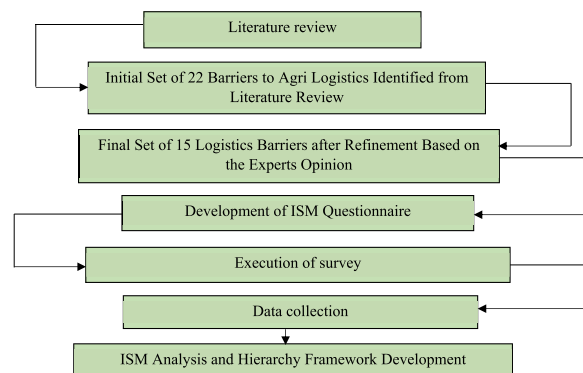 Literature review
Initial Set of 22 Barriers to Agri Logistics Identified from
Literature Review
Final Set of 15 Logistics Barriers after Refinement Based on
the Experts Opinion
Development of ISM Questionnaire
Execution of survey
Data collection
ISM Analysis and Hierarchy Framework Development